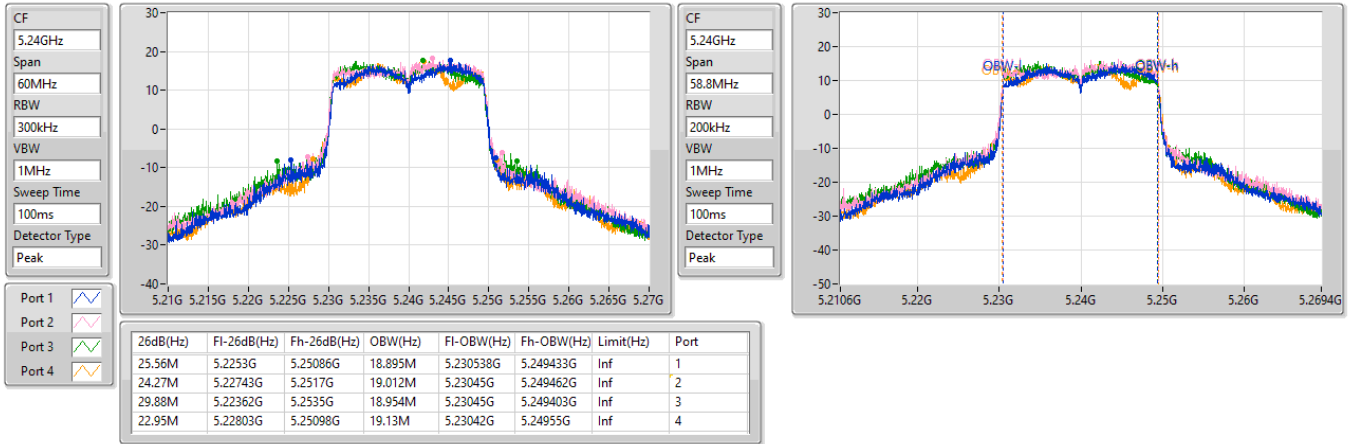 CF
5.24GHz
Span
60MHz
RBW
300kHz
VBW
1MHz
Sweep Time
100ms
Detector Type
Peak
30
20
10
0
-10
-20
-30
-40
5.21G 5.215G 5.22G 5.225G 5.23G 5.235G 5.24G 5.245G 5.25G 5.255G 5.26G 5.265G 5.27G
CF
5.24GHz
Span
58.8MHz
RBW
200kHz
VBW
1MHz
Sweep Time
100ms
Detector Type
Peak
30
20
10
0
-10
-20
-30
-40
-50
OBW-l OBW-h
5.2106G 5.22G 5.23G 5.24G 5.25G 5.26G 5.2694G
Port 1
Port 2
Port 3
Port 4
26dB(Hz) Fl-26dB(Hz) Fh-26dB(Hz) OBW(Hz) Fl-OBW(Hz) Fh-OBW(Hz) Limit(Hz) Port
25.56M 5.2253G 5.25086G 18.895M 5.230538G 5.249433G Inf 1
24.27M 5.22743G 5.2517G 19.012M 5.23045G 5.249462G Inf 2
29.88M 5.22362G 5.2535G 18.954M 5.23045G 5.249403G Inf 3
22.95M 5.22803G 5.25098G 19.13M 5.23042G 5.24955G Inf 4